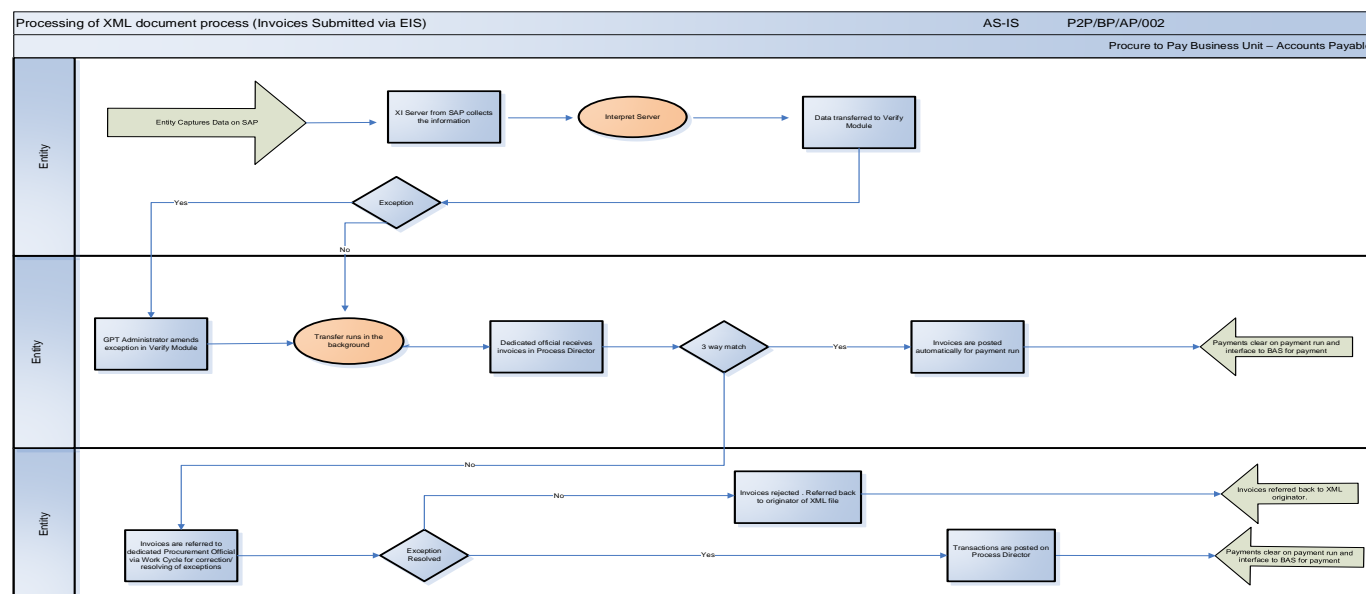 Processing of XML document process (Invoices Submitted via EIS)
AS-IS
P2P/BP/AP/002
Procure to Pay Business Unit – Accounts Payabl
Entity
Entity Captures Data on SAP
XI Server from SAP collects
the information
Interpret Server
Data transferred to Verify
Module
Exception
Yes
No
Entity
GPT Administrator amends
exception in Verify Module
Transfer runs in the
background
Dedicated official receives
invoices in Process Director
3 way match
Yes
Invoices are posted
automatically for payment run
Payments clear on payment run and
interface to BAS for payment
Entity
No
Invoices are referred to
dedicated Procurement Official
via Work Cycle for correction/
resolving of exceptions
Exception
Resolved
No
Invoices rejected . Referred back
to originator of XML file
Invoices referred back to XML
originator.
Yes
Transactions are posted on
Process Director
Payments clear on payment run and
interface to BAS for payment